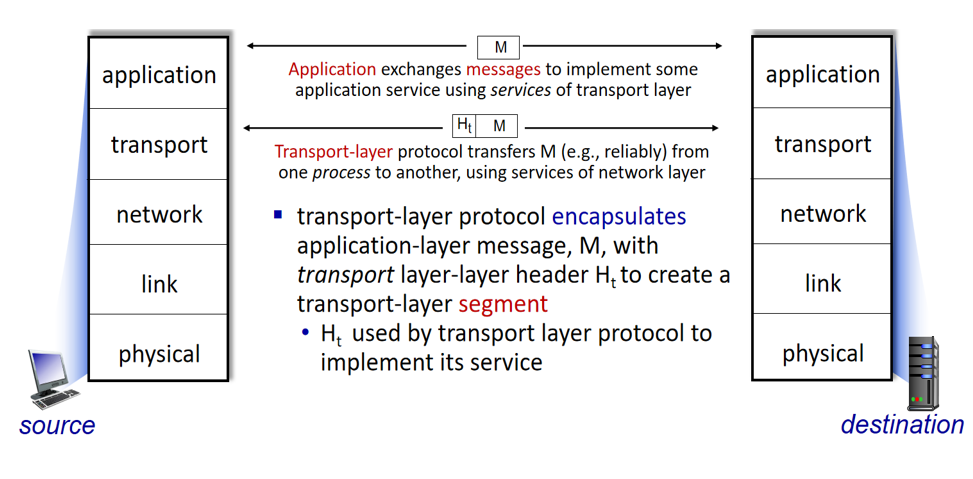 application
transport
network
link
physical
source
M
Application exchanges messages to implement some
application service using services of transport layer
Ht M
Transport-layer protocol transfers M (e.g., reliably) from
one process to another, using services of network layer
▪ transport-layer protocol encapsulates
application-layer message, M, with
transport layer-layer header Ht to create a
transport-layer segment
• Ht used by transport layer protocol to
implement its service
application
transport
network
link
physical
destination